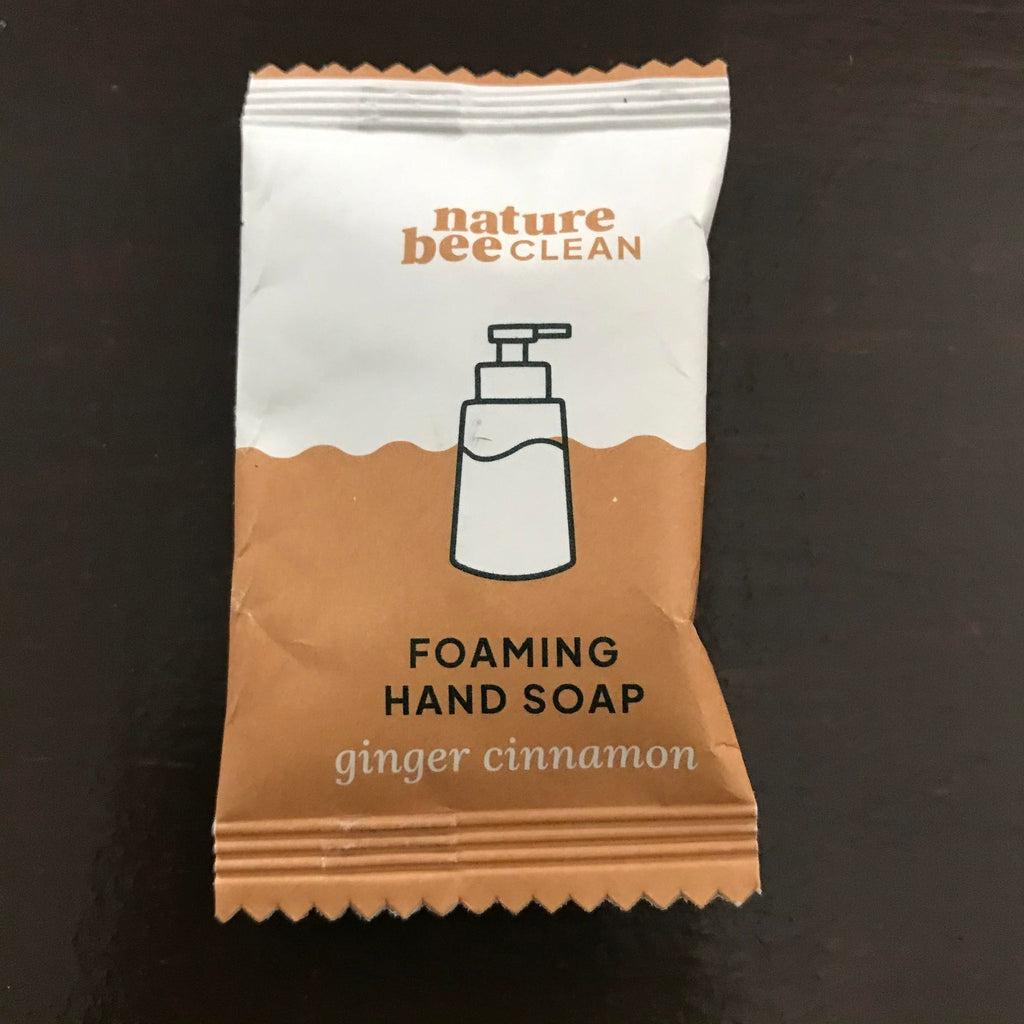 nature
bee CLEAN
FOAMING
HAND SOAP
ginger cinnamon